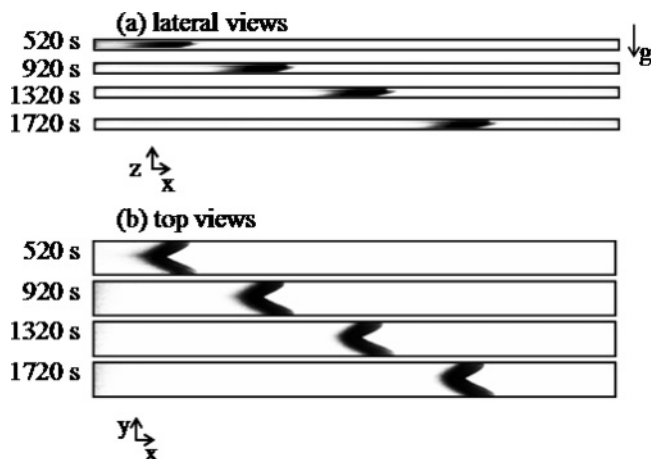 (a) lateral views
520 s
g
920 s
1320 s
1720 s
z
x
(b) top views
520 s
920 s
1320 s
1720 s
y
x